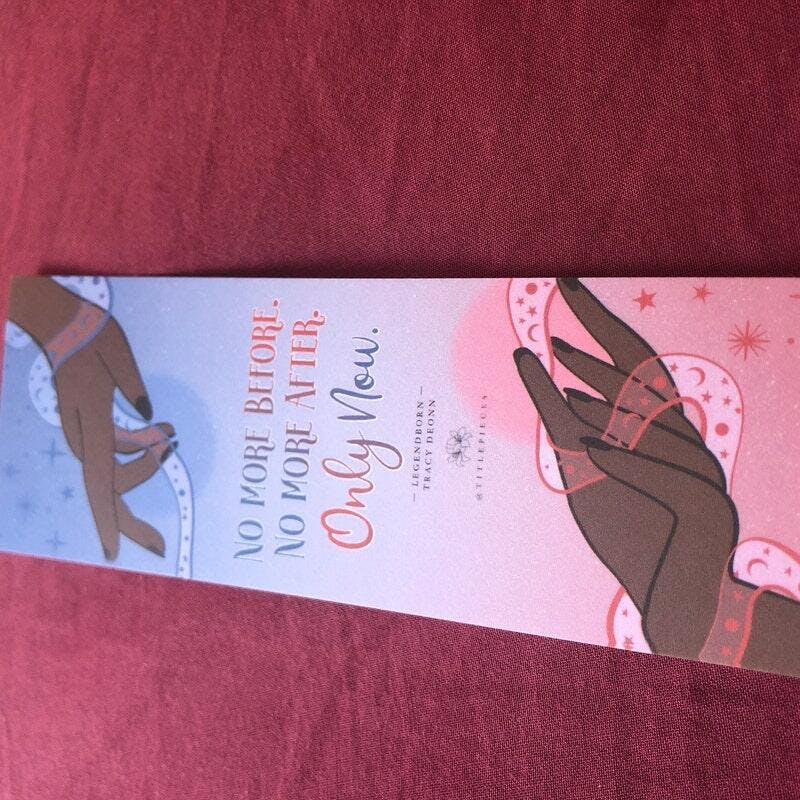 NO MORE BEFORE.
NO MORE AFTER.
Only Now.
— LEGENDBORN —
TRACY DEONN
@TITLEPIECES